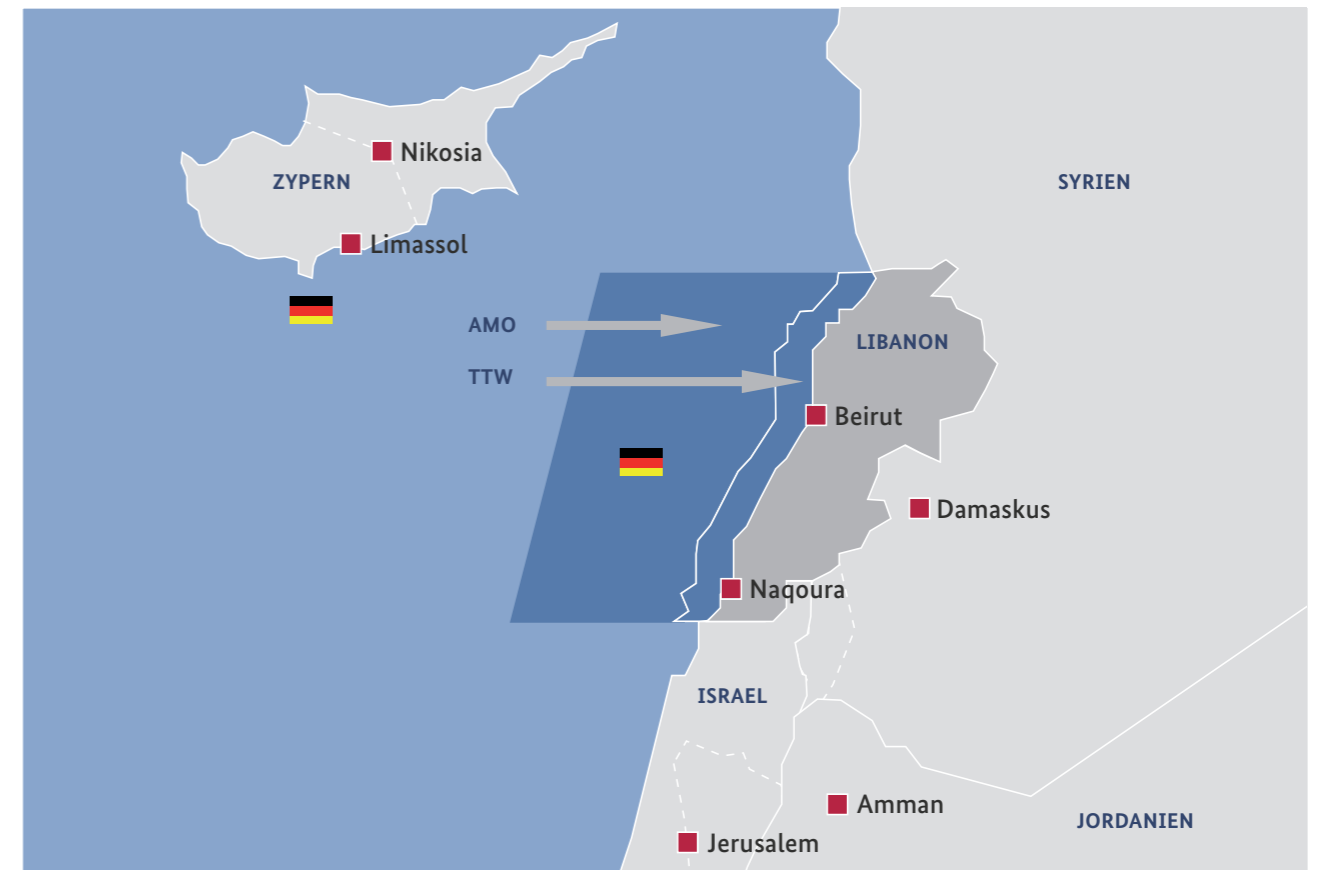 Nikosia
ZYPERN
SYRIEN
Limassol
AMO
LIBANON
TTW
Beirut
Damaskus
Naqoura
ISRAEL
Amman
JORDANIEN
Jerusalem